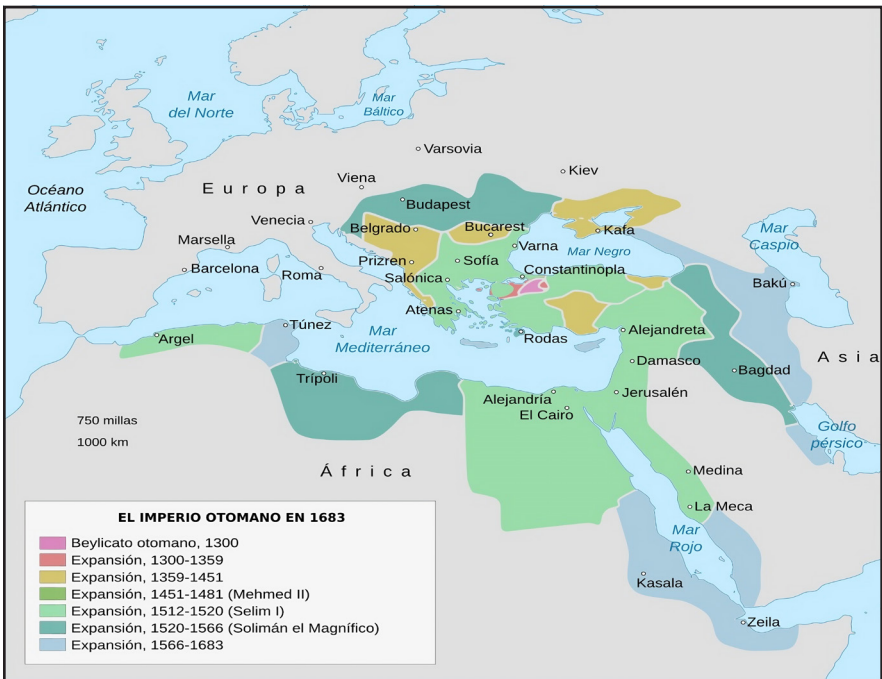 Mar
del Norte
Mar
Báltico
Varsovia
Kiev
Viena
Océano
Atlántico
Europa
Budapest
Venecia
Belgrado
Bucarest
Kafa
Mar
Caspio
Marsella
Varna
Mar Negro
Barcelona
Roma
Prizren
Sofía
Constantinopla
Salónica
Bakú
Atenas
Túnez
Argel
Mar
Mediterráneo
Rodas
Alejandreta
Asia
Damasco
Bagdad
Trípoli
Alejandría
Jerusalén
El Cairo
750 millas
1000 km
Golfo
pérsico
África
Medina
La Meca
Mar
Rojo
Kasala
Zeila
EL IMPERIO OTOMANO EN 1683
Beylicato otomano, 1300
Expansión, 1300-1359
Expansión, 1359-1451
Expansión, 1451-1481 (Mehmed II)
Expansión, 1512-1520 (Selim I)
Expansión, 1520-1566 (Solimán el Magnífico)
Expansión, 1566-1683